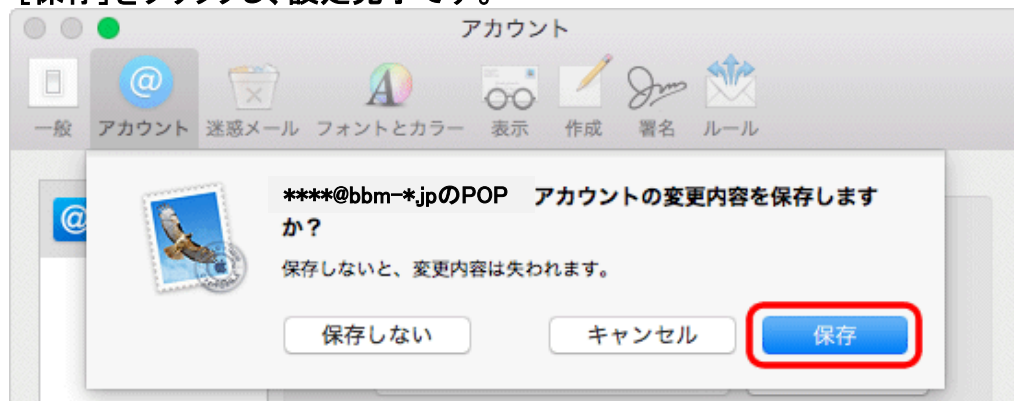 [保存]をクリックし、設定完了です。
アカウント
一般 アカウント 迷惑メール フォントとカラー 表示 作成 署名 ルール
****@bbm-*.jpのPOP アカウントの変更内容を保存します
か？
保存しないと、変更内容は失われます。
保存しない キャンセル 保存